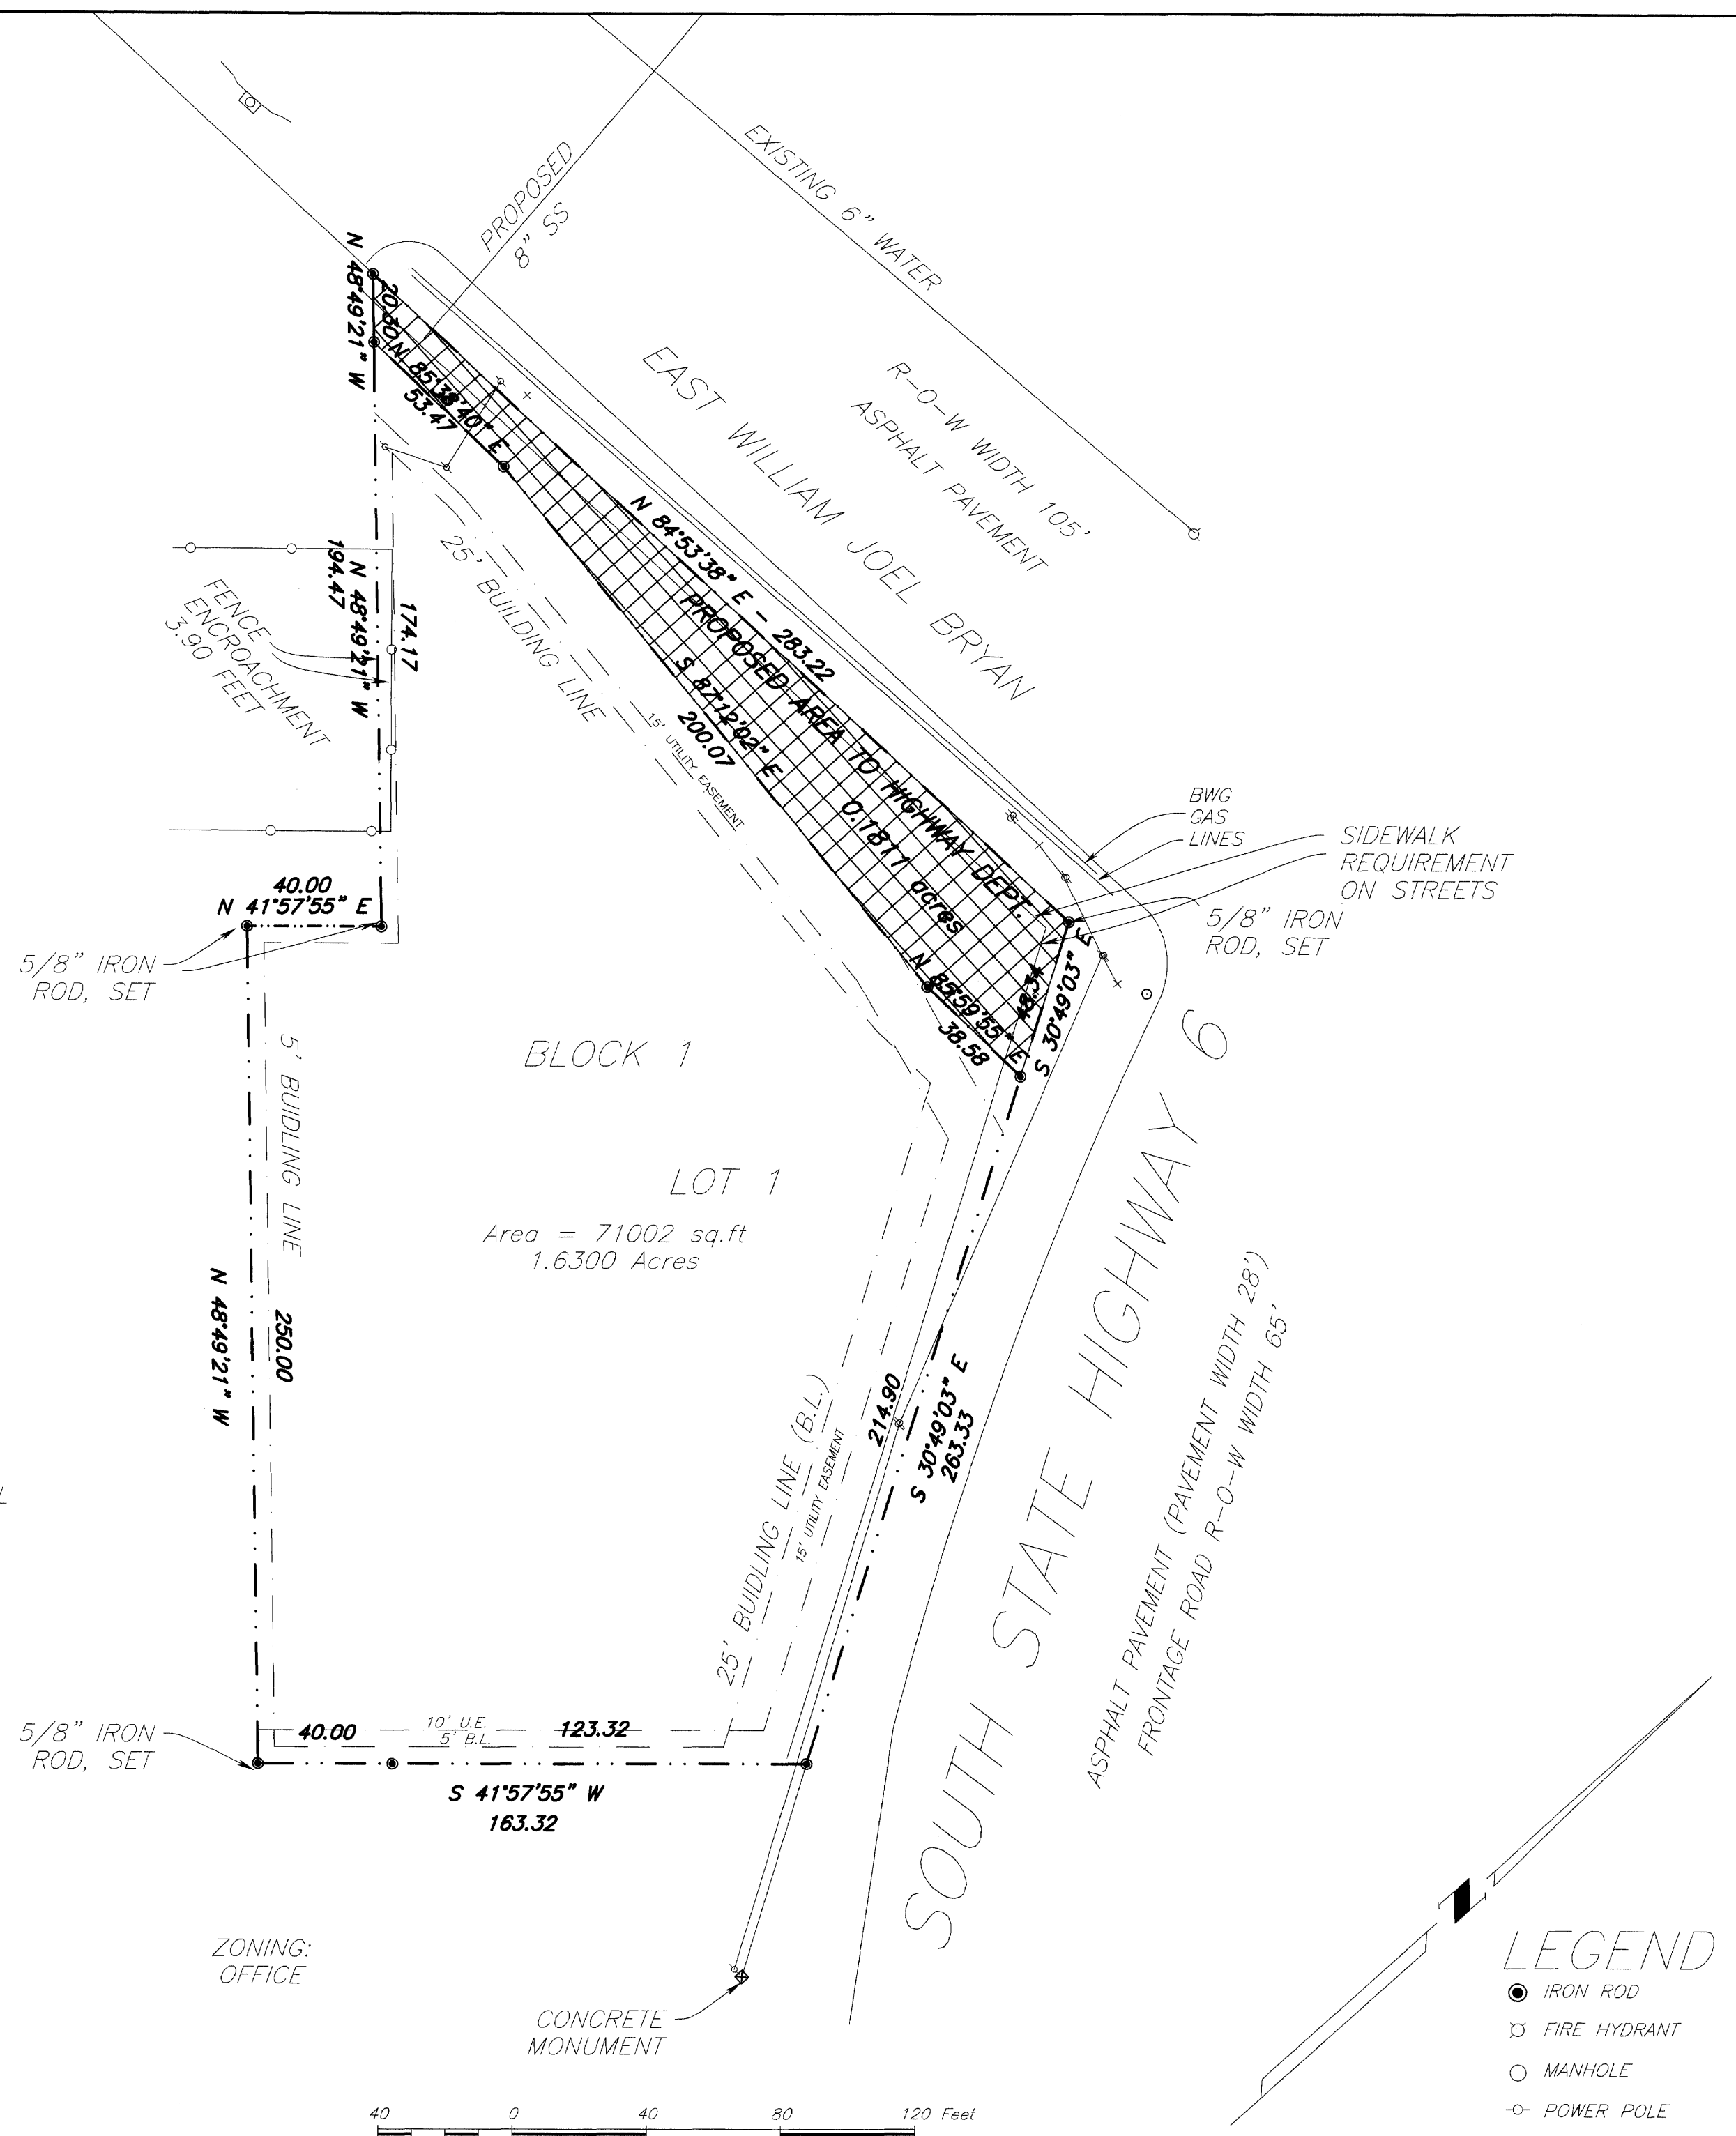 PROPOSED
8" SS
EXISTING 6" WATER
EAST WILLIAM JOEL BRYAN
R-O-W WIDTH 105'
ASPHALT PAVEMENT
N 48°49'21" W
20.30
N 85°33'40" E
53.47
N 84°53'38" E - 283.22
PROPOSED AREA TO HIGHWAY DEPT.
0.1811 acres
S 87°12'02" E
200.07
25' BUILDING LINE
15' UTILITY EASEMENT
FENCE
ENCROACHMENT
3.90 FEET
N 48°49'21" W
194.47
174.17
40.00
N 41°57'55" E
5/8" IRON
ROD, SET
BWG
GAS
LINES
SIDEWALK
REQUIREMENT
ON STREETS
5/8" IRON
ROD, SET
N 85°59'55" E
38.58
48.34
S 30°49'03" E
5' BUIDLING LINE
BLOCK 1
LOT 1
Area = 71002 sq.ft
1.6300 Acres
N 48°49'21" W
250.00
25' BUIDLING LINE (B.L.)
15' UTILITY EASEMENT
214.90
S 30°49'03" E
263.33
SOUTH STATE HIGHWAY 6
ASPHALT PAVEMENT (PAVEMENT WIDTH 28')
FRONTAGE ROAD R-O-W WIDTH 65'
5/8" IRON
ROD, SET
40.00
10' U.E.
5' B.L.
123.32
S 41°57'55" W
163.32
ZONING:
OFFICE
CONCRETE
MONUMENT
LEGEND
IRON ROD
FIRE HYDRANT
MANHOLE
POWER POLE
40 0 40 80 120 Feet